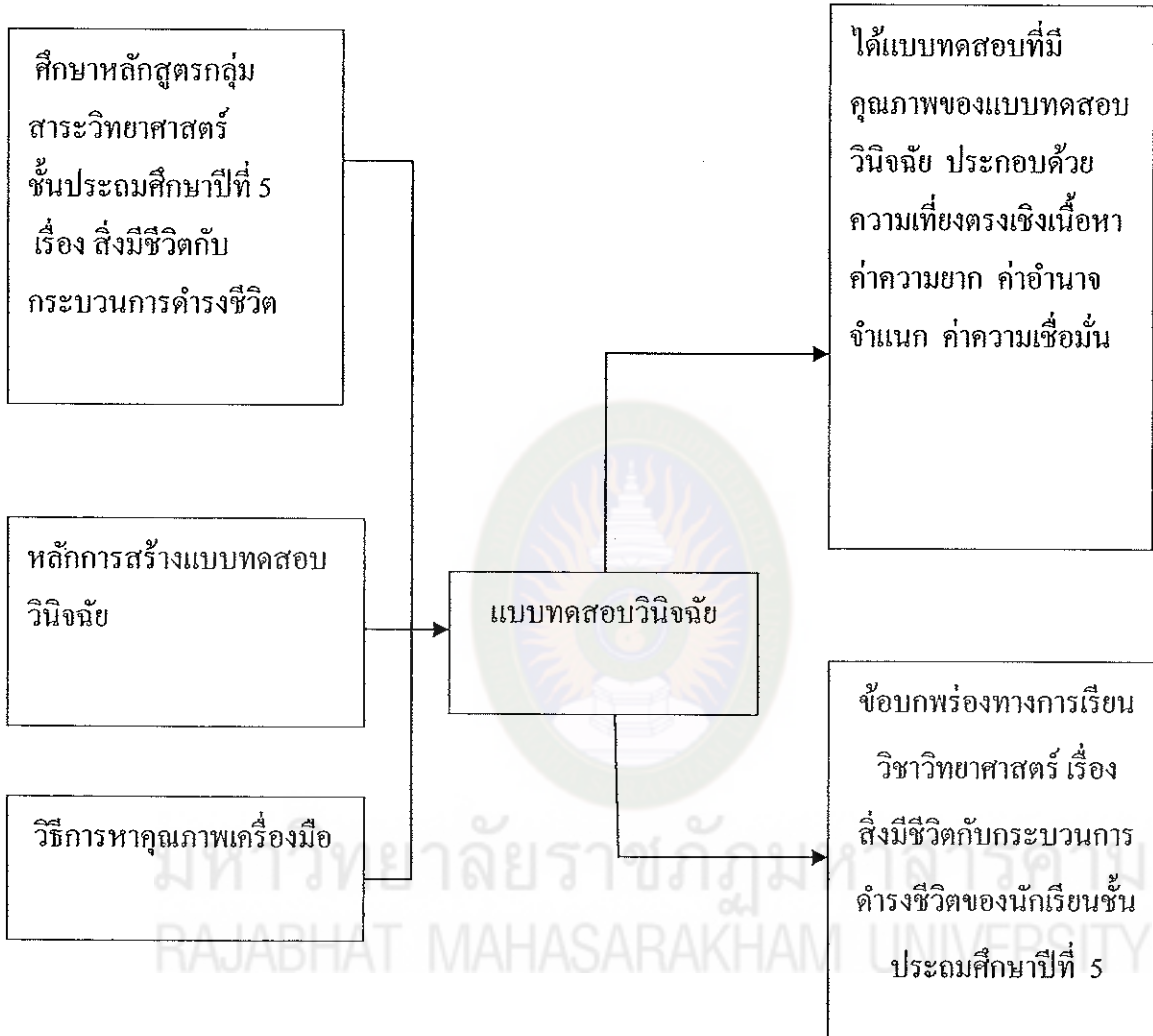 ศึกษาหลักสูตรกลุ่ม
สาระวิทยาศาสตร์
ชั้นประถมศึกษาปีที่ 5
เรื่อง สิ่งมีชีวิตกับ
กระบวนการดำรงชีวิต
หลักการสร้างแบบทดสอบ
วินิจฉัย
วิธีการหาคุณภาพเครื่องมือ
แบบทดสอบวินิจฉัย
ได้แบบทดสอบที่มี
คุณภาพของแบบทดสอบ
วินิจฉัย ประกอบด้วย
ความเที่ยงตรงเชิงเนื้อหา
ค่าความยาก ค่าอำนาจ
จำแนก ค่าความเชื่อมั่น
ข้อบกพร่องทางการเรียน
วิชาวิทยาศาสตร์ เรื่อง
สิ่งมีชีวิตกับกระบวนการ
ดำรงชีวิตของนักเรียนชั้น
ประถมศึกษาปีที่ 5
มหาวิทยาลัยราชภัฏมหาสารคาม
RAJABHAT MAHASARAKHAM UNIVERSITY